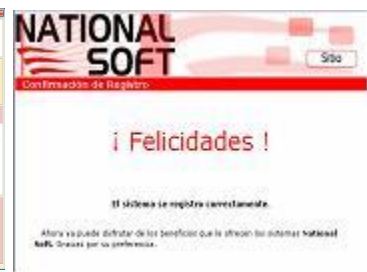 NATIONAL
SOFT
Sitio
Confirmación de Registro
¡ Felicidades !
El sistema se registro correctamente.
Ahora ya puede disfrutar de los beneficios que le ofrecen los sistemas National
Soft. Gracias por su preferencia.